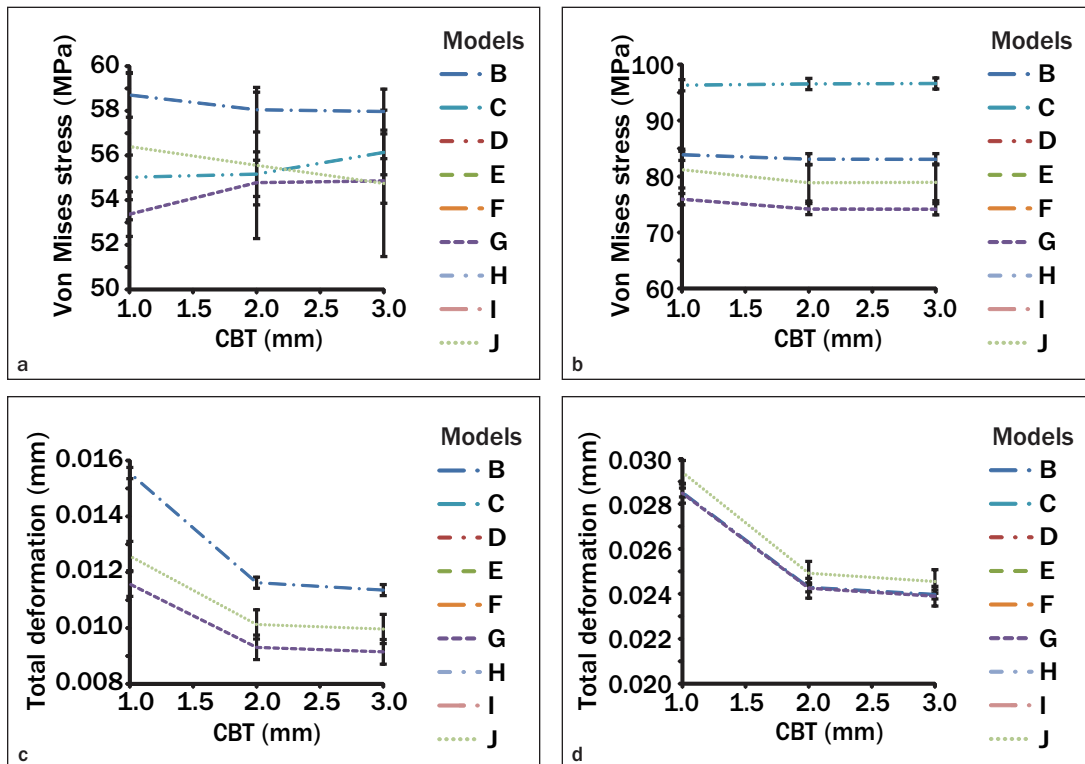 Von Mises stress (MPa)
60
58
56
54
52
50
1.0
1.5
2.0
2.5
3.0
CBT (mm)
Models
B
C
D
E
F
G
H
I
J
a
Von Mises stress (MPa)
100
90
80
70
60
1.0
1.5
2.0
2.5
3.0
CBT (mm)
Models
B
C
D
E
F
G
H
I
J
b
Total deformation (mm)
0.016
0.014
0.012
0.010
0.008
1.0
1.5
2.0
2.5
3.0
CBT (mm)
Models
B
C
D
E
F
G
H
I
J
c
Total deformation (mm)
0.030
0.028
0.026
0.024
0.022
0.020
1.0
1.5
2.0
2.5
3.0
CBT (mm)
Models
B
C
D
E
F
G
H
I
J
d